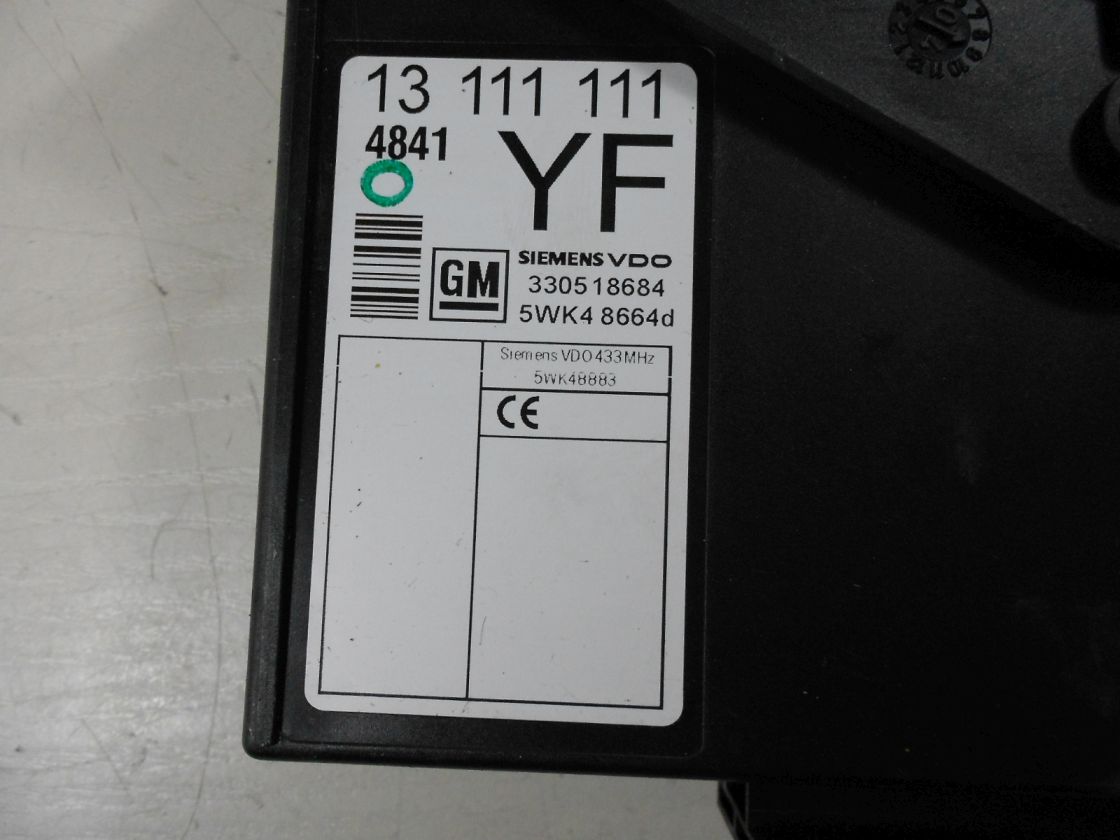 13 111 111
4841
YF
GM
SIEMENS VDO
330518684
5WK4 8664d
Siemens VDO 433MHz
5WK48883
CE